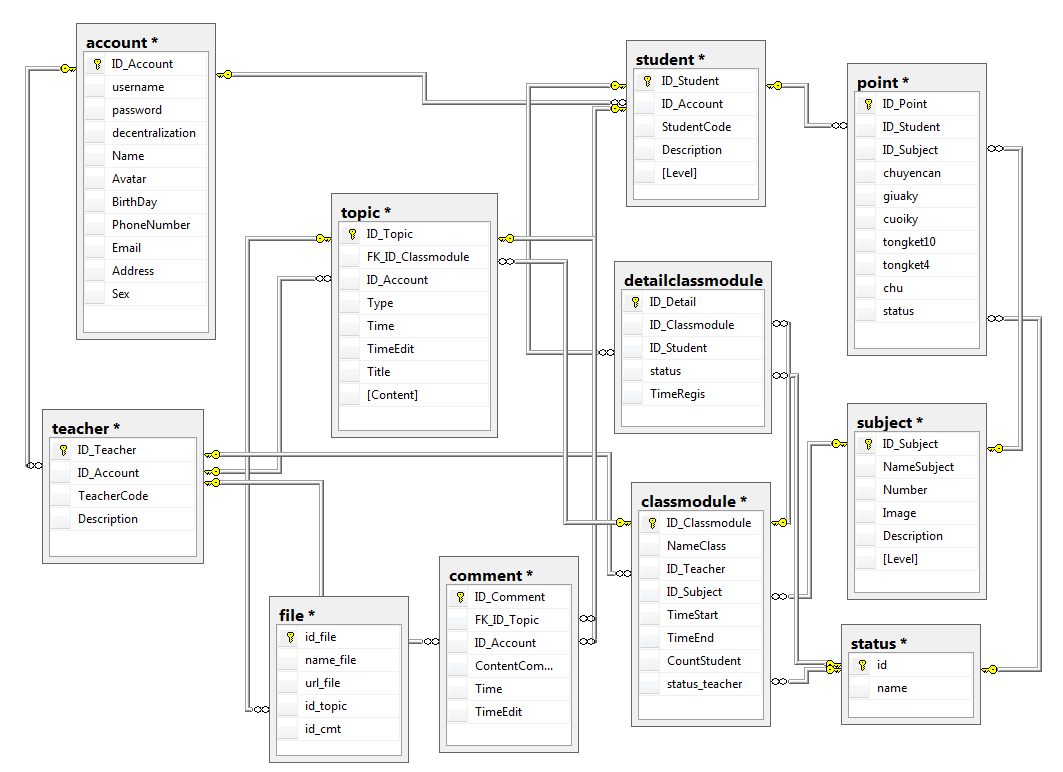 account *
ID_Account
username
password
decentralization
Name
Avatar
BirthDay
PhoneNumber
Email
Address
Sex
student *
ID_Student
ID_Account
StudentCode
Description
[Level]
point *
ID_Point
ID_Student
ID_Subject
chuyencan
giuaky
cuoiky
tongket10
tongket4
chu
status
topic *
ID_Topic
FK_ID_Classmodule
ID_Account
Type
Time
TimeEdit
Title
[Content]
detailclassmodule
ID_Detail
ID_Classmodule
ID_Student
status
TimeRegis
teacher *
ID_Teacher
ID_Account
TeacherCode
Description
subject *
ID_Subject
NameSubject
Number
Image
Description
[Level]
classmodule *
ID_Classmodule
NameClass
ID_Teacher
ID_Subject
TimeStart
TimeEnd
CountStudent
status_teacher
comment *
ID_Comment
FK_ID_Topic
ID_Account
ContentCom...
Time
TimeEdit
file *
id_file
name_file
url_file
id_topic
id_cmt
status *
id
name